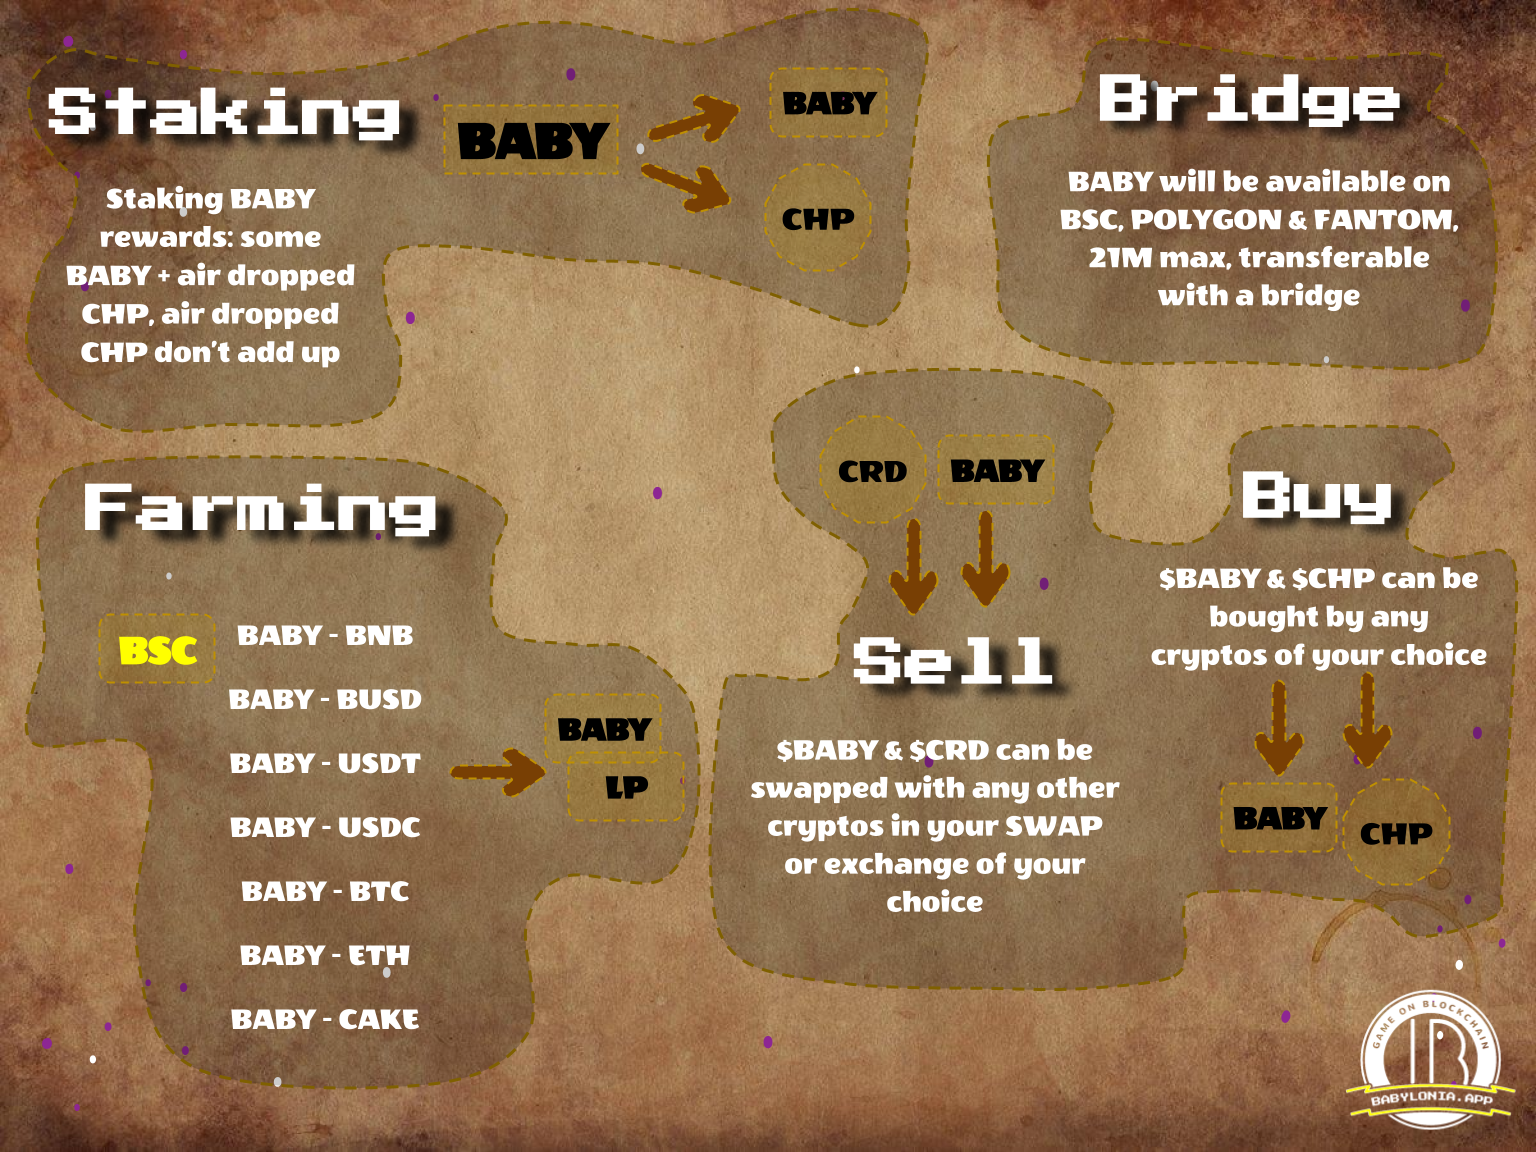 Staking
BABY
BABY
CHP
Staking BABY
rewards: some
BABY + air dropped
CHP, air dropped
CHP don't add up
Bridge
BABY will be available on
BSC, POLYGON & FANTOM,
21M max, transferable
with a bridge
Farming
BSC
BABY - BNB
BABY - BUSD
BABY - USDT
BABY - USDC
BABY - BTC
BABY - ETH
BABY - CAKE
BABY
LP
CRD
BABY
Sell
$BABY & $CRD can be
swapped with any other
cryptos in your SWAP
or exchange of your
choice
Buy
$BABY & $CHP can be
bought by any
cryptos of your choice
BABY
CHP
GAME ON BLOCKCHAIN
B
BABYLONIA.APP